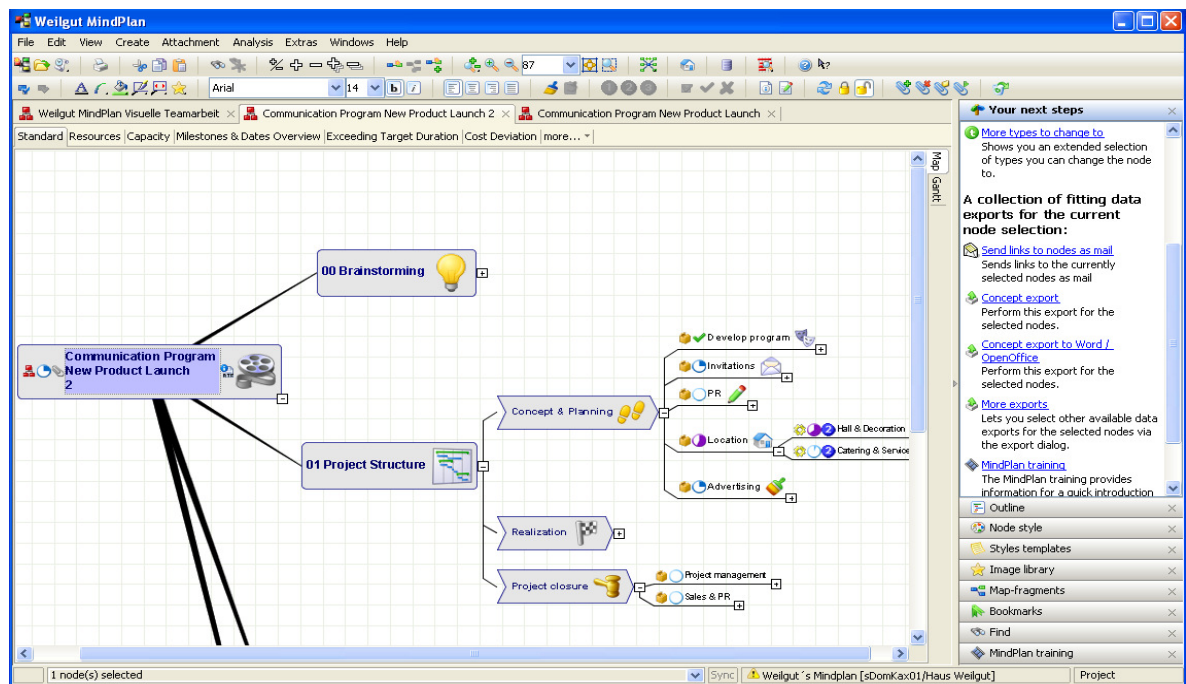 Weilgut MindPlan
File Edit View Create Attachment Analysis Extras Windows Help
87
Arial 14 b i
Weilgut MindPlan Visuelle Teamarbeit
Communication Program New Product Launch 2
Communication Program New Product Launch
Standard Resources Capacity Milestones & Dates Overview Exceeding Target Duration Cost Deviation more...
Map
Gantt
00 Brainstorming
Communication Program
New Product Launch
2
01 Project Structure
Concept & Planning
Develop program
Invitations
PR
Location
2 Hall & Decoration
2 Catering & Service
Advertising
Realization
Project closure
Project management
Sales & PR
Your next steps
More types to change to
Shows you an extended selection
of types you can change the node
to.
A collection of fitting data
exports for the current
node selection:
Send links to nodes as mail
Sends links to the currently
selected nodes as mail
Concept export
Perform this export for the
selected nodes.
Concept export to Word /
OpenOffice
Perform this export for the
selected nodes.
More exports
Lets you select other available data
exports for the selected nodes via
the export dialog.
MindPlan training
The MindPlan training provides
information for a quick introduction
Outline
Node style
Styles templates
Image library
Map-fragments
Bookmarks
Find
MindPlan training
1 node(s) selected
Sync
Weilgut´s Mindplan [sDomKax01/Haus Weilgut]
Project